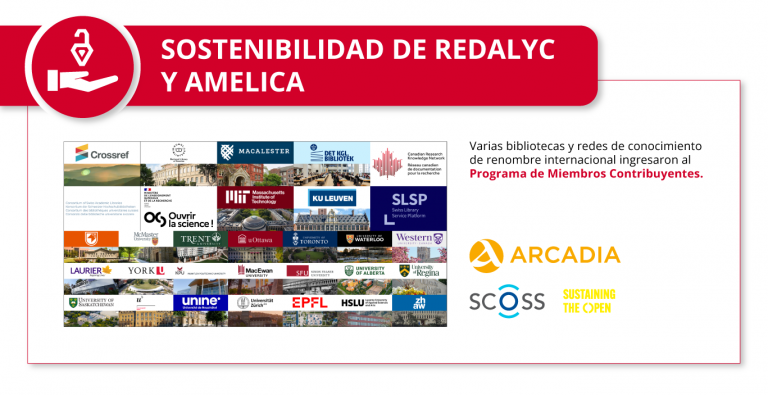 SOSTENIBILIDAD DE REDALYC
Y AMELICA
Varias bibliotecas y redes de conocimiento
de renombre internacional ingresaron al
Programa de Miembros Contribuyentes.
Crossref
MACALESTER
DET KGL.
BIBLIOTEK
Canadian Research
Knowledge Network
Réseau canadien
de documentation
pour la recherche
Ouvrir
la science !
Massachusetts
Institute of
Technology
KU LEUVEN
SLSP
Swiss Library
Service Platform
McMaster
University
TRENT
UNIVERSITY
uOttawa
UNIVERSITY OF
TORONTO
UNIVERSITY OF
WATERLOO
Western
LAURIER
YORK U
KPU
MacEwan
UNIVERSITY
SFU
UNIVERSITY
OF ALBERTA
University
of Regina
UNIVERSITY OF
SASKATCHEWAN
unine
Universität
Zürich
EPFL
HSLU
zh
aw
ARCADIA
SCOSS
SUSTAINING
THE OPEN